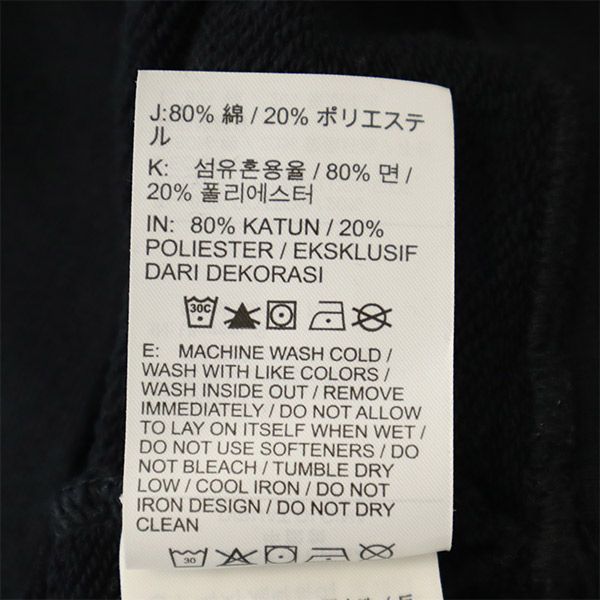 J:80% 綿 / 20% ポリエステ
ル
K: 섬유혼용율 / 80% 면 /
20% 폴리에스터
IN: 80% KATUN / 20%
POLIESTER / EKSKLUSIF
DARI DEKORASI
30C
E: MACHINE WASH COLD /
WASH WITH LIKE COLORS /
WASH INSIDE OUT / REMOVE
IMMEDIATELY / DO NOT ALLOW
TO LAY ON ITSELF WHEN WET /
DO NOT USE SOFTENERS / DO
NOT BLEACH / TUMBLE DRY
LOW / COOL IRON / DO NOT
IRON DESIGN / DO NOT DRY
CLEAN
30